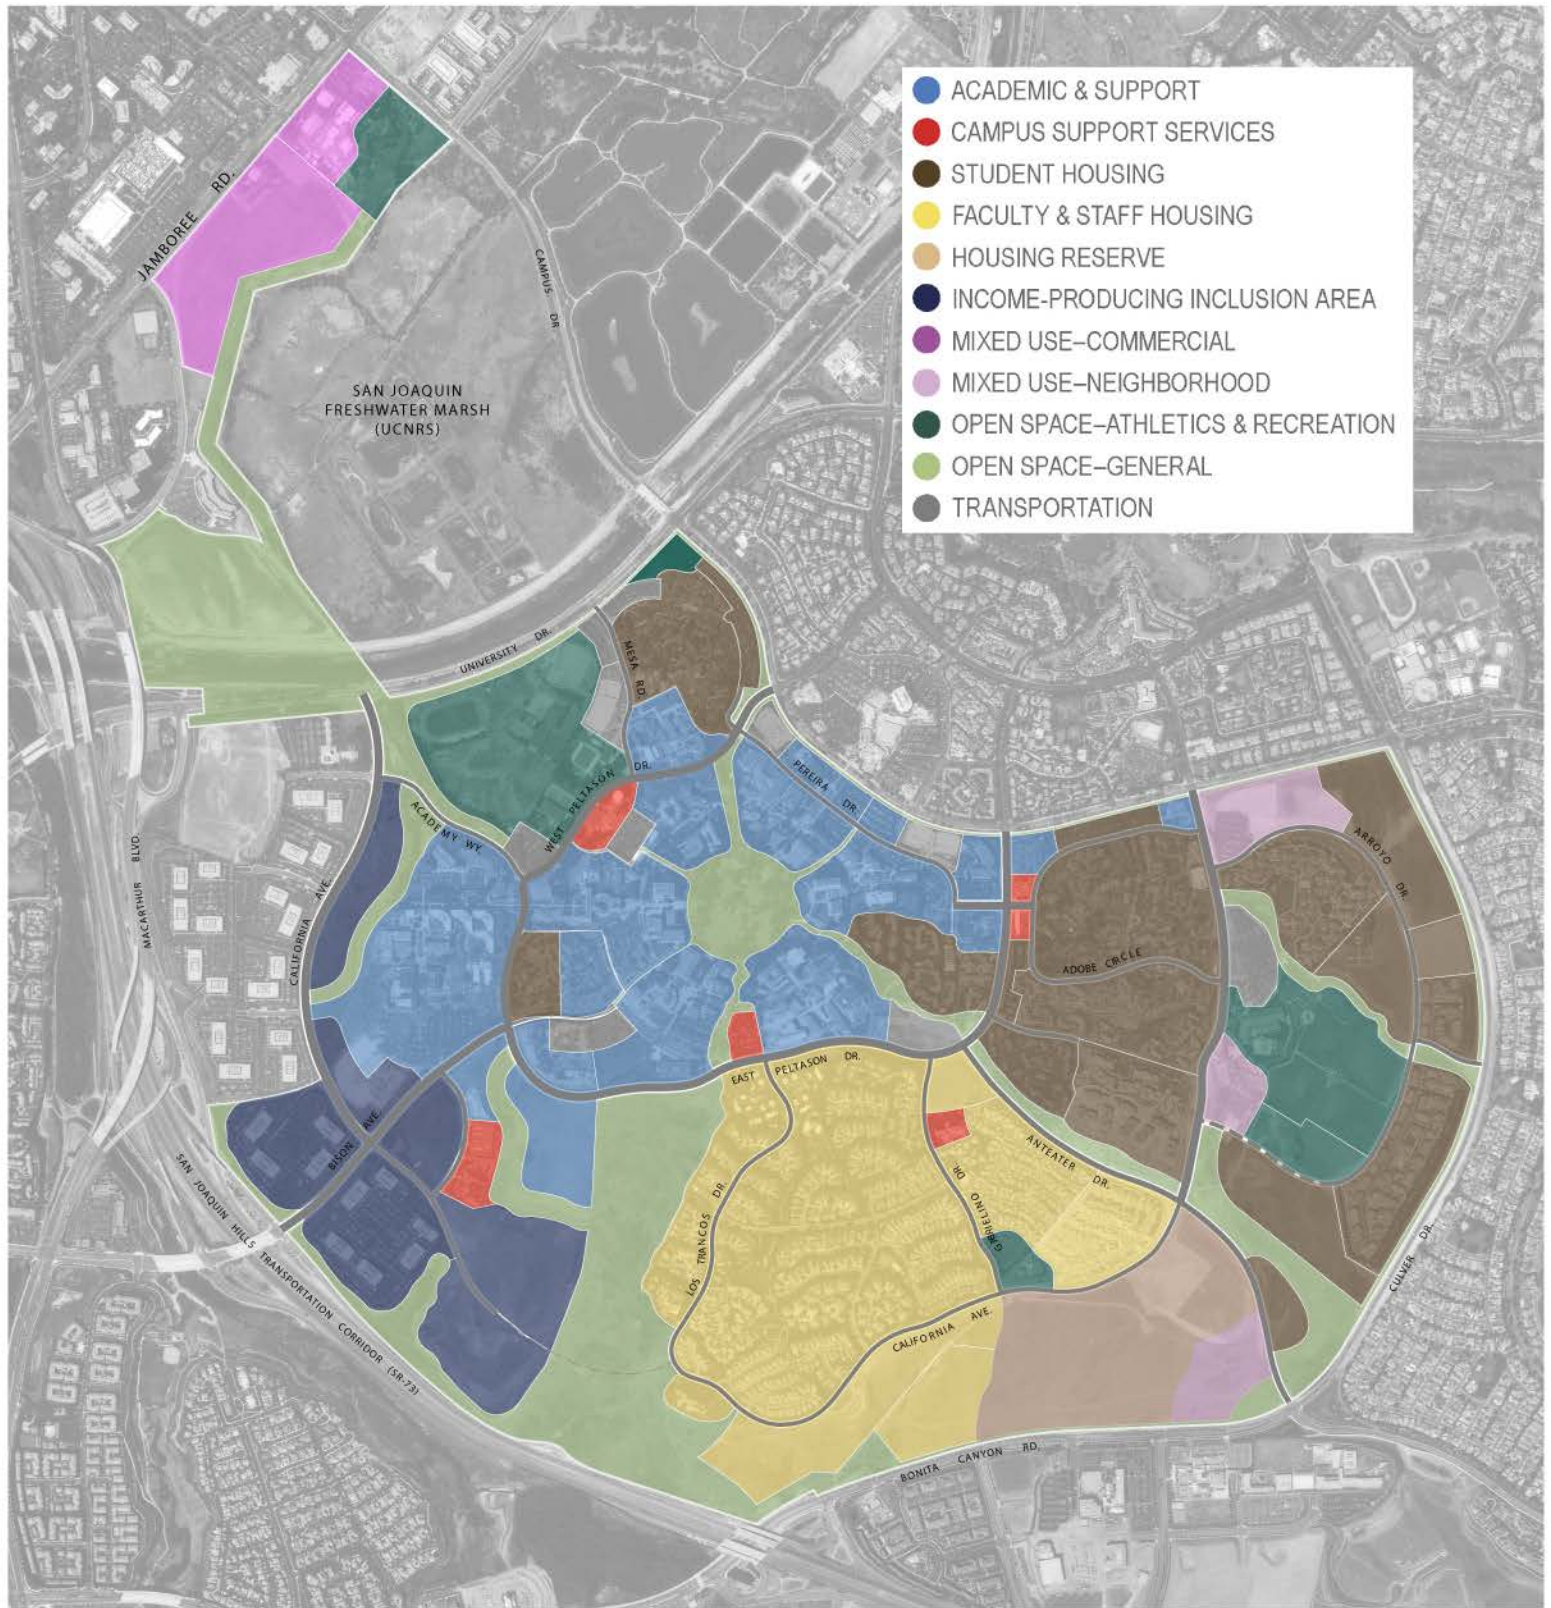 ACADEMIC & SUPPORT
CAMPUS SUPPORT SERVICES
STUDENT HOUSING
FACULTY & STAFF HOUSING
HOUSING RESERVE
INCOME-PRODUCING INCLUSION AREA
MIXED USE–COMMERCIAL
MIXED USE–NEIGHBORHOOD
OPEN SPACE–ATHLETICS & RECREATION
OPEN SPACE–GENERAL
TRANSPORTATION
JAMBOREE RD.
CAMPUS DR.
SAN JOAQUIN
FRESHWATER MARSH
(UCNRS)
UNIVERSITY DR.
MESA RD.
WEST PELTASON DR.
PEREIRA DR.
ACADEMY WY.
MACARTHUR BLVD.
CALIFORNIA AVE.
ARROYO DR.
ADOBE CIRCLE
EAST PELTASON DR.
BISON AVE.
ANTEATER DR.
GABRIELINO DR
LOS TRANCOS DR.
SAN JOAQUIN HILLS TRANSPORTATION CORRIDOR (SR-73)
CULVER DR.
CALIFORNIA AVE.
BONITA CANYON RD.